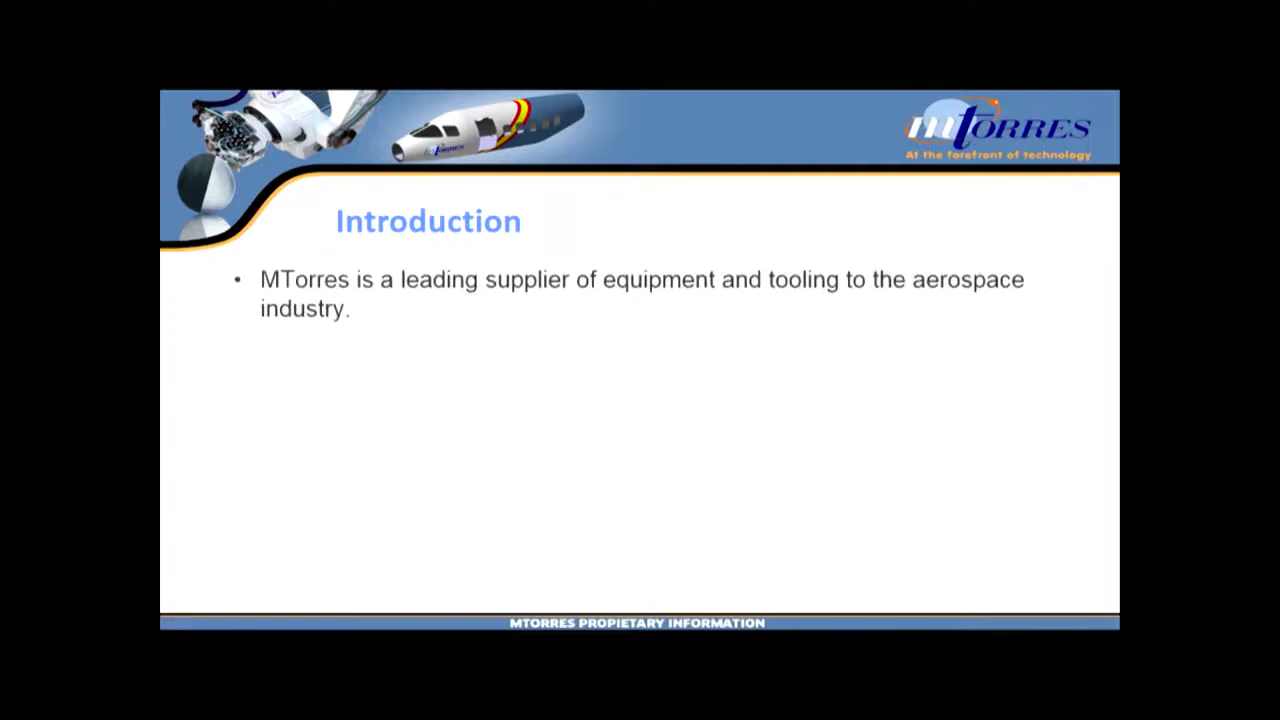 mTORRES
At the forefront of technology
TORRES
Introduction
• MTorres is a leading supplier of equipment and tooling to the aerospace
industry.
MTORRES PROPIETARY INFORMATION